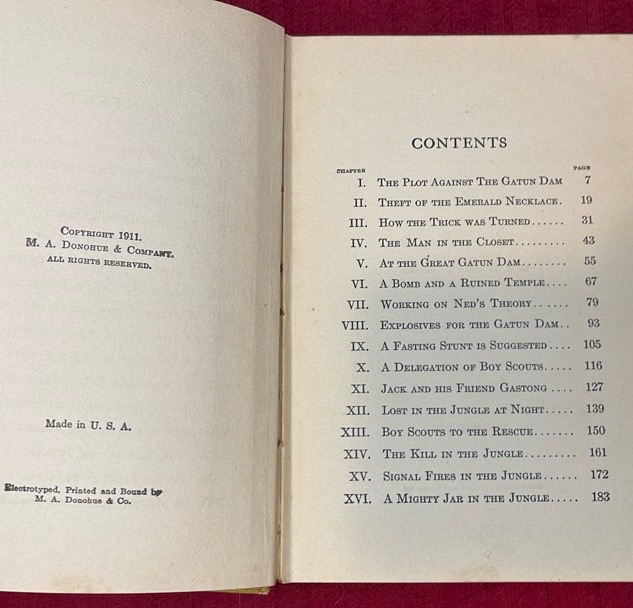 Copyright 1911.
M. A. Donohue & Company.
ALL RIGHTS RESERVED.
Made in U. S. A.
Electrotyped, Printed and Bound by
M. A. Donohue & Co.
CONTENTS
CHAPTER PAGE
I. The Plot Against The Gatun Dam 7
II. Theft of the Emerald Necklace. 19
III. How the Trick was Turned...... 31
IV. The Man in the Closet......... 43
V. At the Great Gatun Dam........ 55
VI. A Bomb and a Ruined Temple.... 67
VII. Working on Ned's Theory...... 79
VIII. Explosives for the Gatun Dam.. 93
IX. A Fasting Stunt is Suggested.... 105
X. A Delegation of Boy Scouts..... 116
XI. Jack and his Friend Gastong .... 127
XII. Lost in the Jungle at Night..... 139
XIII. Boy Scouts to the Rescue....... 150
XIV. The Kill in the Jungle......... 161
XV. Signal Fires in the Jungle...... 172
XVI. A Mighty Jar in the Jungle..... 183